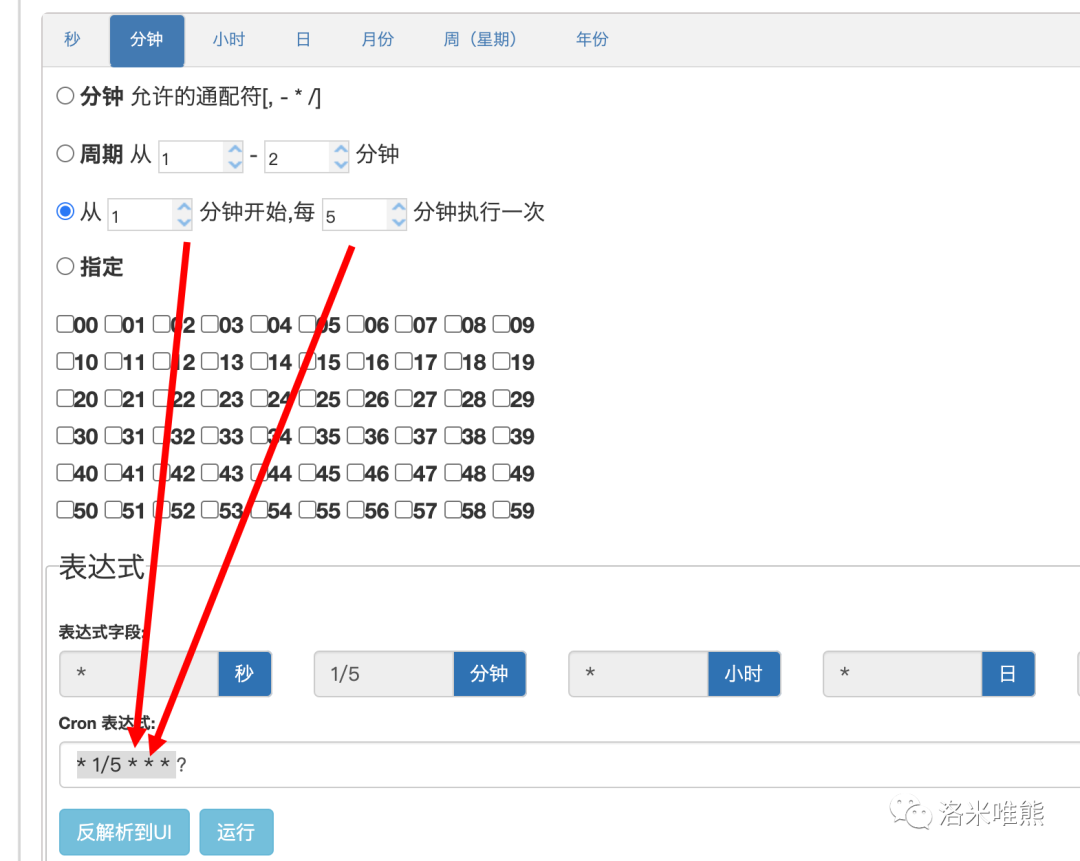 秒 分钟 小时 日 月份 周（星期） 年份
分钟 允许的通配符[, - * /]
周期 从 1 - 2 分钟
从 1 分钟开始,每 5 分钟执行一次
指定
00 01 02 03 04 05 06 07 08 09
10 11 12 13 14 15 16 17 18 19
20 21 22 23 24 25 26 27 28 29
30 31 32 33 34 35 36 37 38 39
40 41 42 43 44 45 46 47 48 49
50 51 52 53 54 55 56 57 58 59
表达式
表达式字段:
* 秒 1/5 分钟 * 小时 * 日
Cron 表达式:
* 1/5 * * * ?
反解析到UI 运行
洛米唯熊